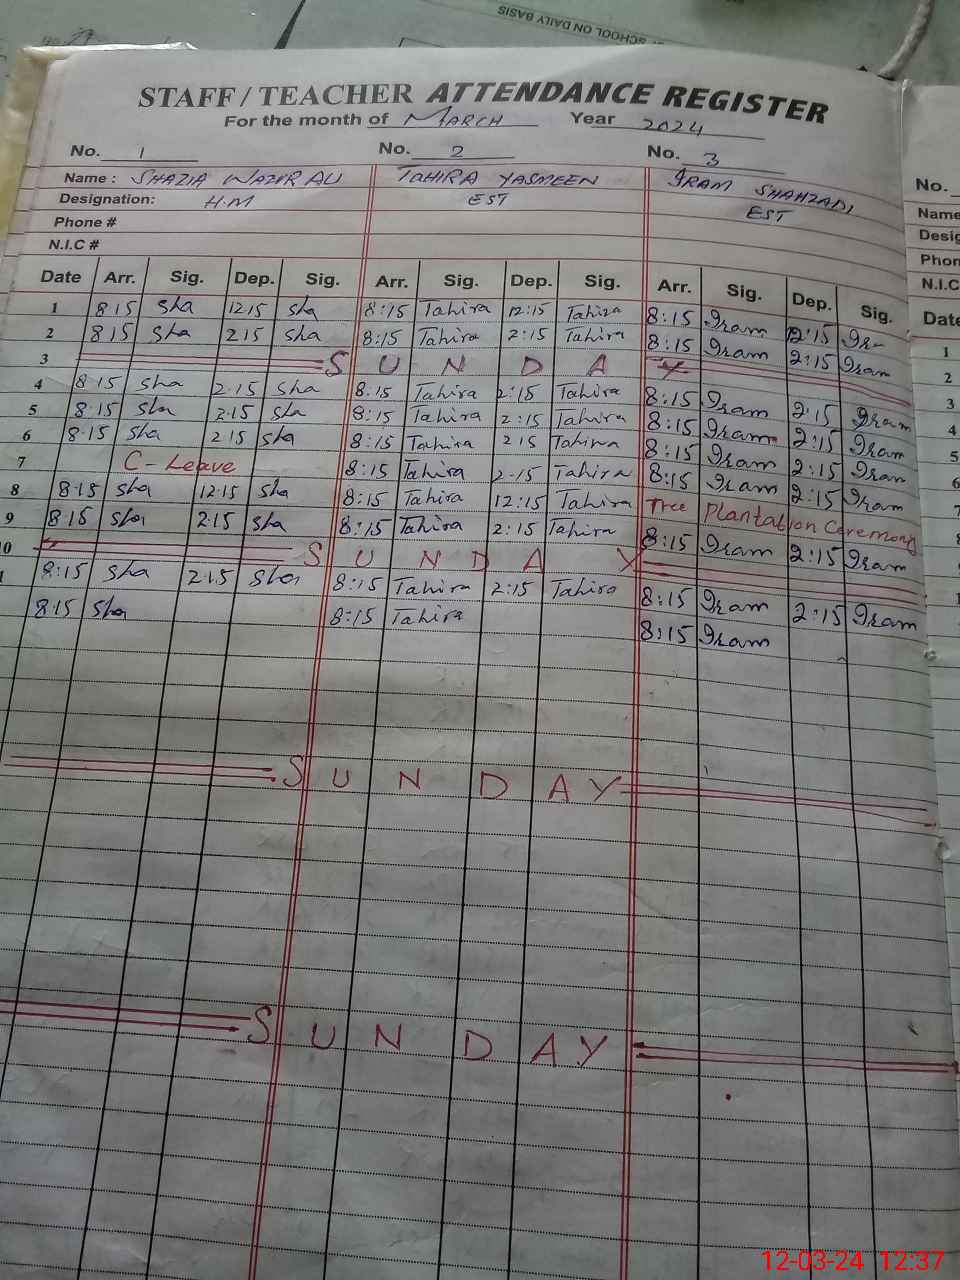 SCHOOL ON DAILY BASIS
STAFF / TEACHER ATTENDANCE REGISTER
For the month of MARCH Year 2024
No. 1 No. 2 No. 3 No.
Name : SHAZIA WAZIR ALI TAHIRA YASMEEN IRAM SHAHZADI Name
Designation: H.M EST EST Desig
Phone # Phon
N.I.C # N.I.C
Date Arr. Sig. Dep. Sig. Arr. Sig. Dep. Sig. Arr. Sig. Dep. Sig. Date
1 8 15 sha 12 15 sha 8:15 Tahira 12:15 Tahira 8:15 Iram 12:15 1
2 8 15 sha 2 15 sha 8:15 Tahira 2:15 Tahira 8:15 Iram 2:15 Iram 2
3 SUNDAY 3
4 8 15 sha 2.15 sha 8:15 Tahira 2:15 Tahira 8:15 Iram 2:15 Iram 4
5 8.15 sha 2.15 sha 8:15 Tahira 2:15 Tahira 8:15 Iram 2:15 Iram 5
6 8:15 sha 2 15 sha 8:15 Tahira 2 15 Tahira 8:15 Iram 2:15 Iram 6
7 C-Leave 8:15 Tahira 2.15 Tahira 8:15 Iram 2:15 Iram 7
8 8.15 sha 12.15 sha 8:15 Tahira 12:15 Tahira Tree Plantation Ceremony
9 8.15 sha 2.15 sha 8:15 Tahira 2:15 Tahira 8:15 Iram 2:15 Iram
10 SUNDAY
8:15 sha 2.15 sha 8:15 Tahira 2:15 Tahira 8:15 Iram 2:15 Iram
8.15 sha 8:15 Tahira 8:15 Iram
SUNDAY
SUNDAY
12-03-24 12:37